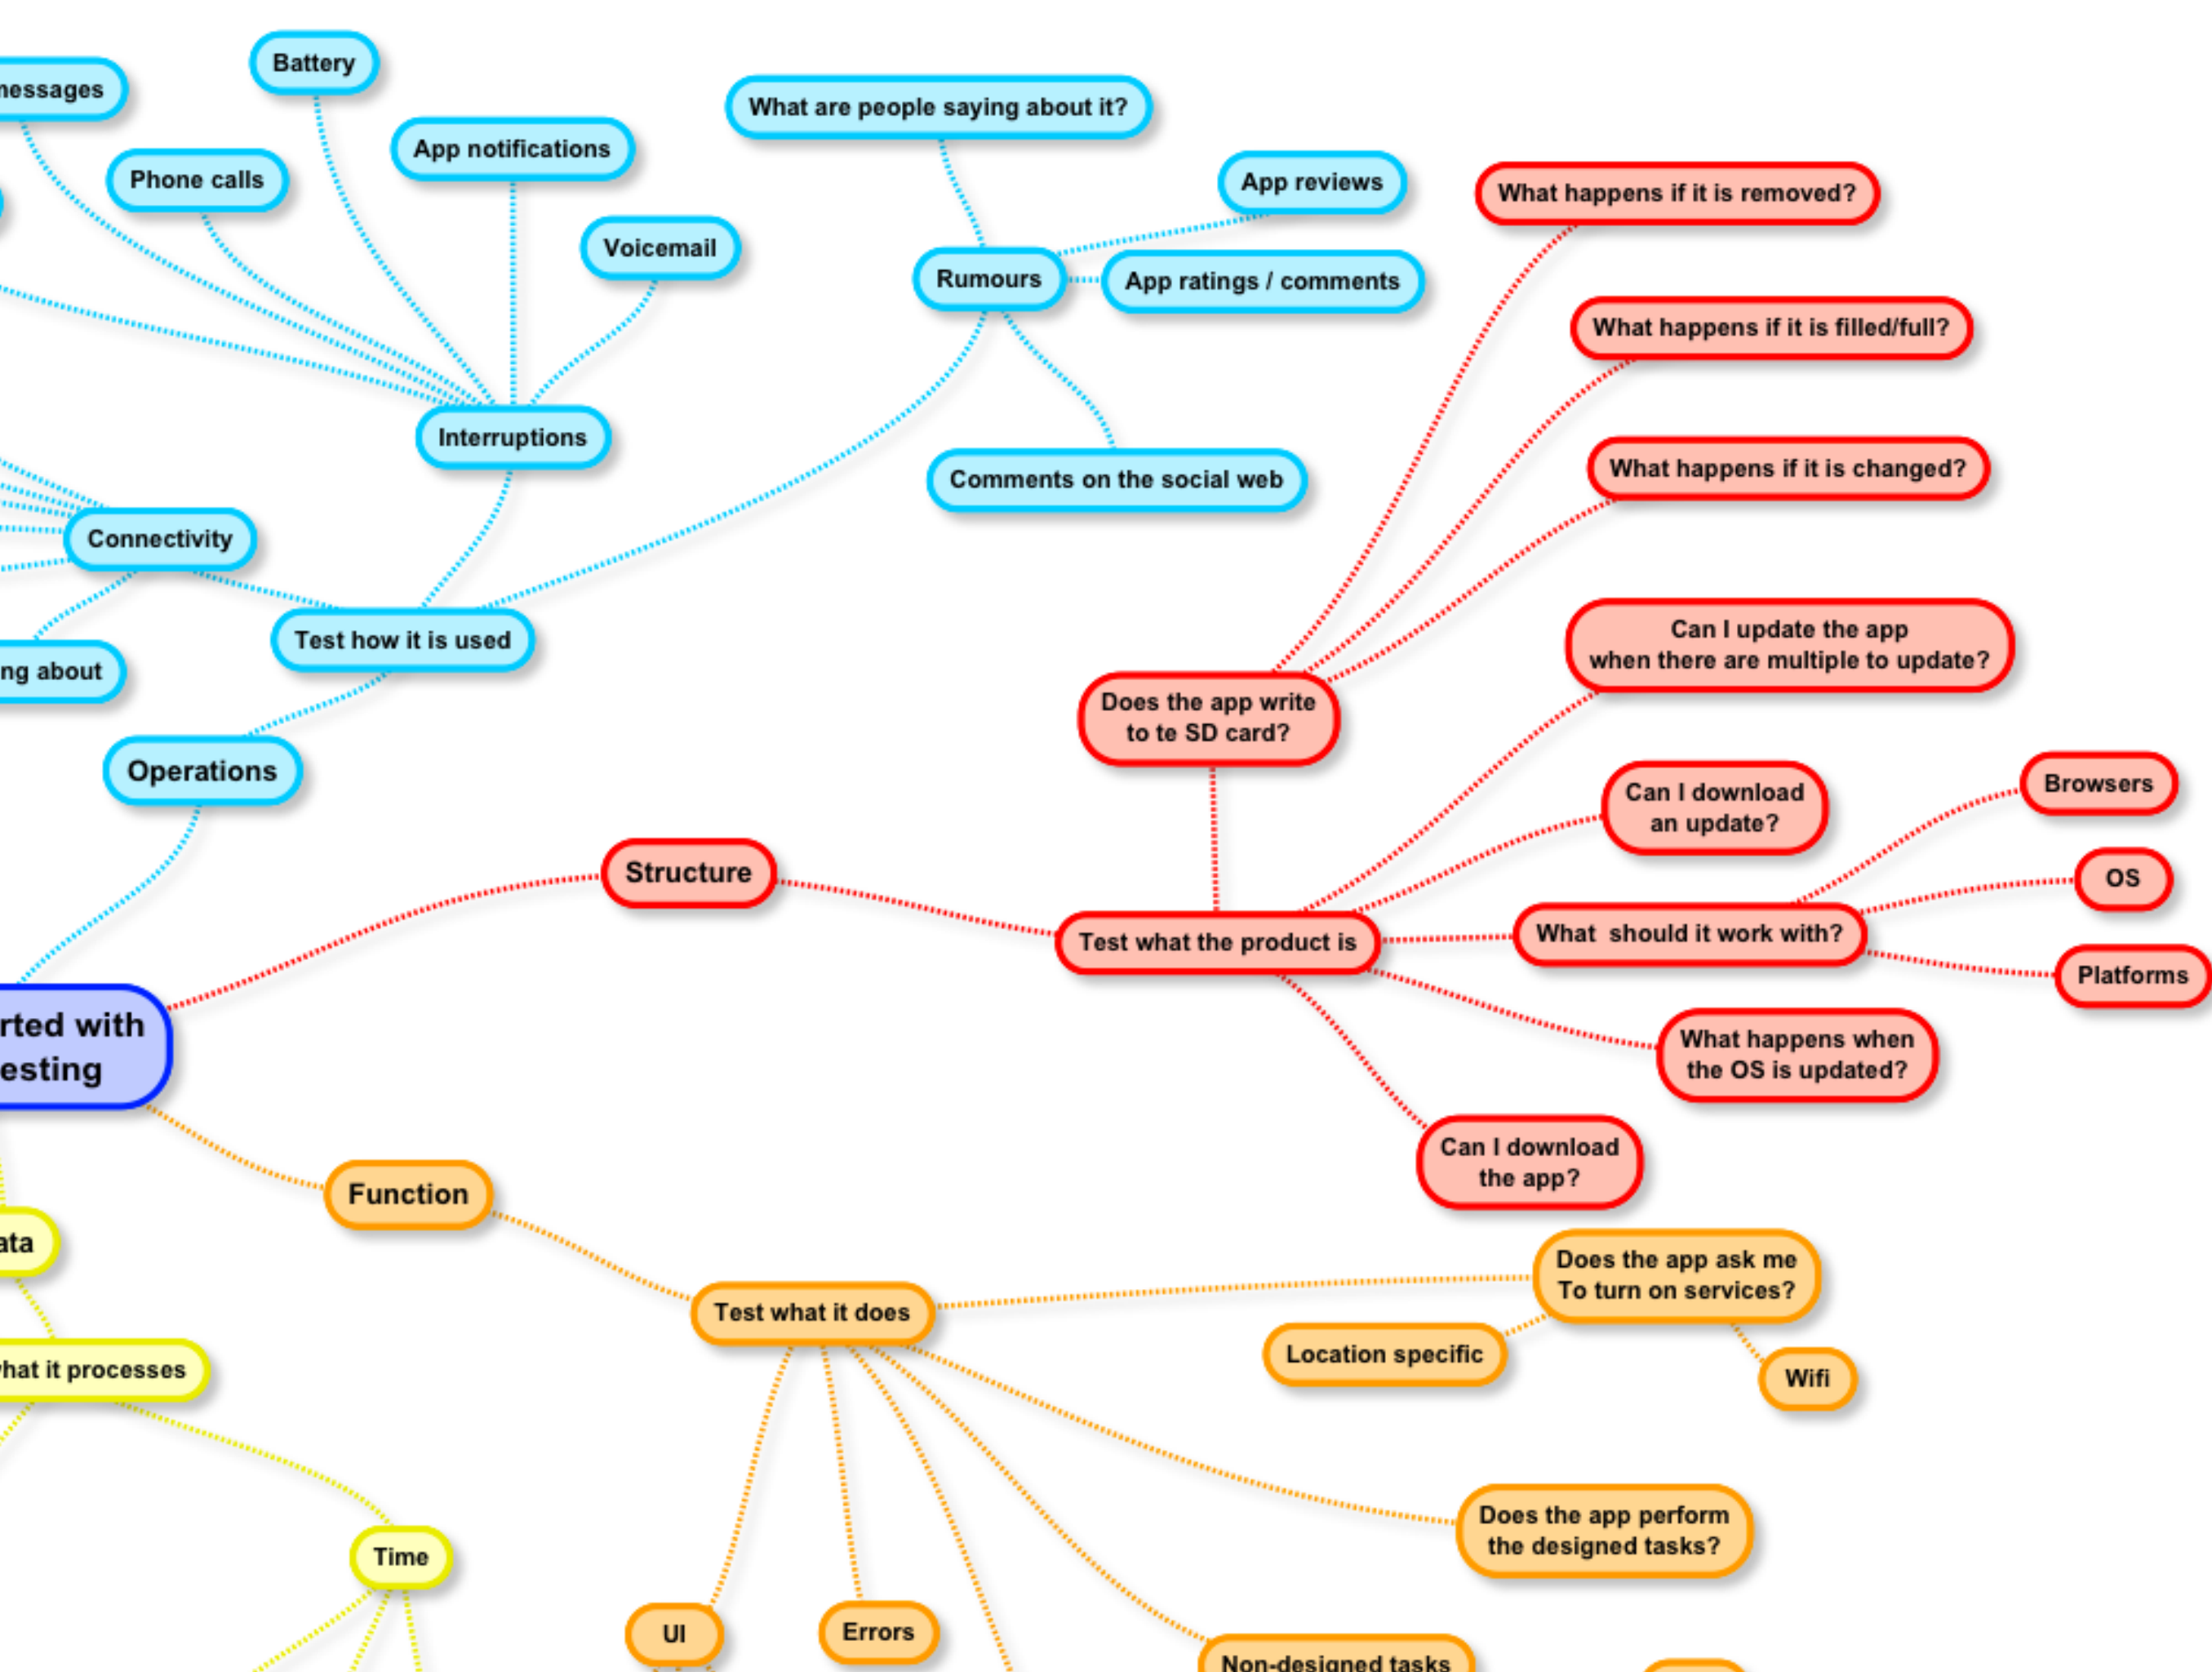 Battery
messages
What are people saying about it?
App notifications
Phone calls
App reviews
What happens if it is removed?
Voicemail
Rumours
App ratings / comments
What happens if it is filled/full?
Interruptions
What happens if it is changed?
Comments on the social web
Connectivity
Test how it is used
Can I update the app
when there are multiple to update?
ng about
Does the app write
to te SD card?
Operations
Browsers
Can I download
an update?
Structure
OS
What  should it work with?
Test what the product is
Platforms
rted with
esting
What happens when
the OS is updated?
Can I download
the app?
Function
ata
Does the app ask me
To turn on services?
Test what it does
Location specific
hat it processes
Wifi
Does the app perform
the designed tasks?
Time
UI
Errors
Non-designed tasks